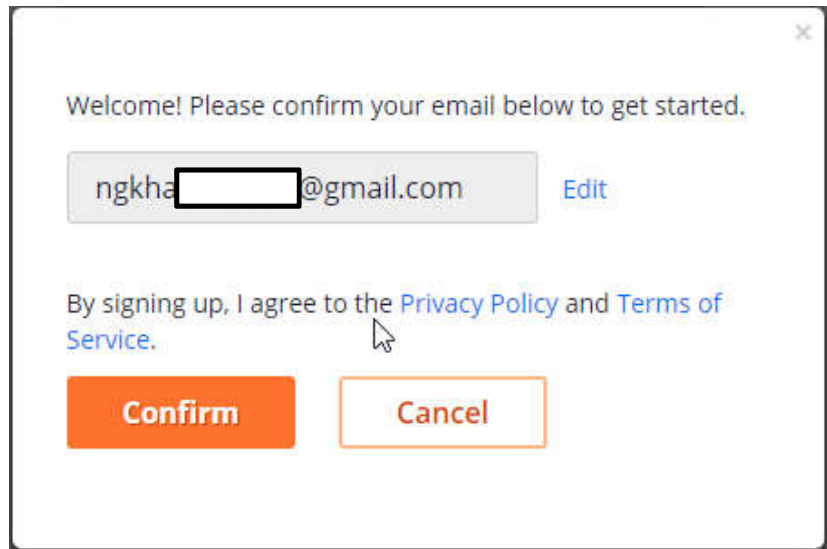 Welcome! Please confirm your email below to get started.
ngkha @gmail.com Edit
By signing up, I agree to the Privacy Policy and Terms of
Service.
Confirm Cancel